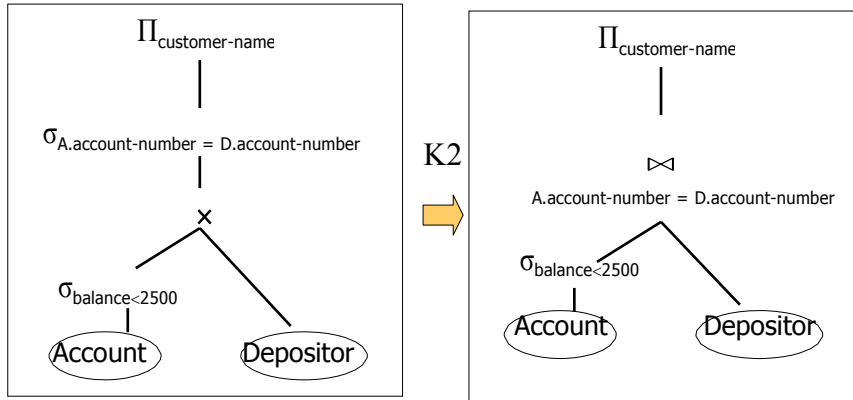 Πcustomer-name
σA.account-number = D.account-number
×
σbalance<2500
Account
Depositor
K2
Πcustomer-name
⋈
A.account-number = D.account-number
σbalance<2500
Account
Depositor